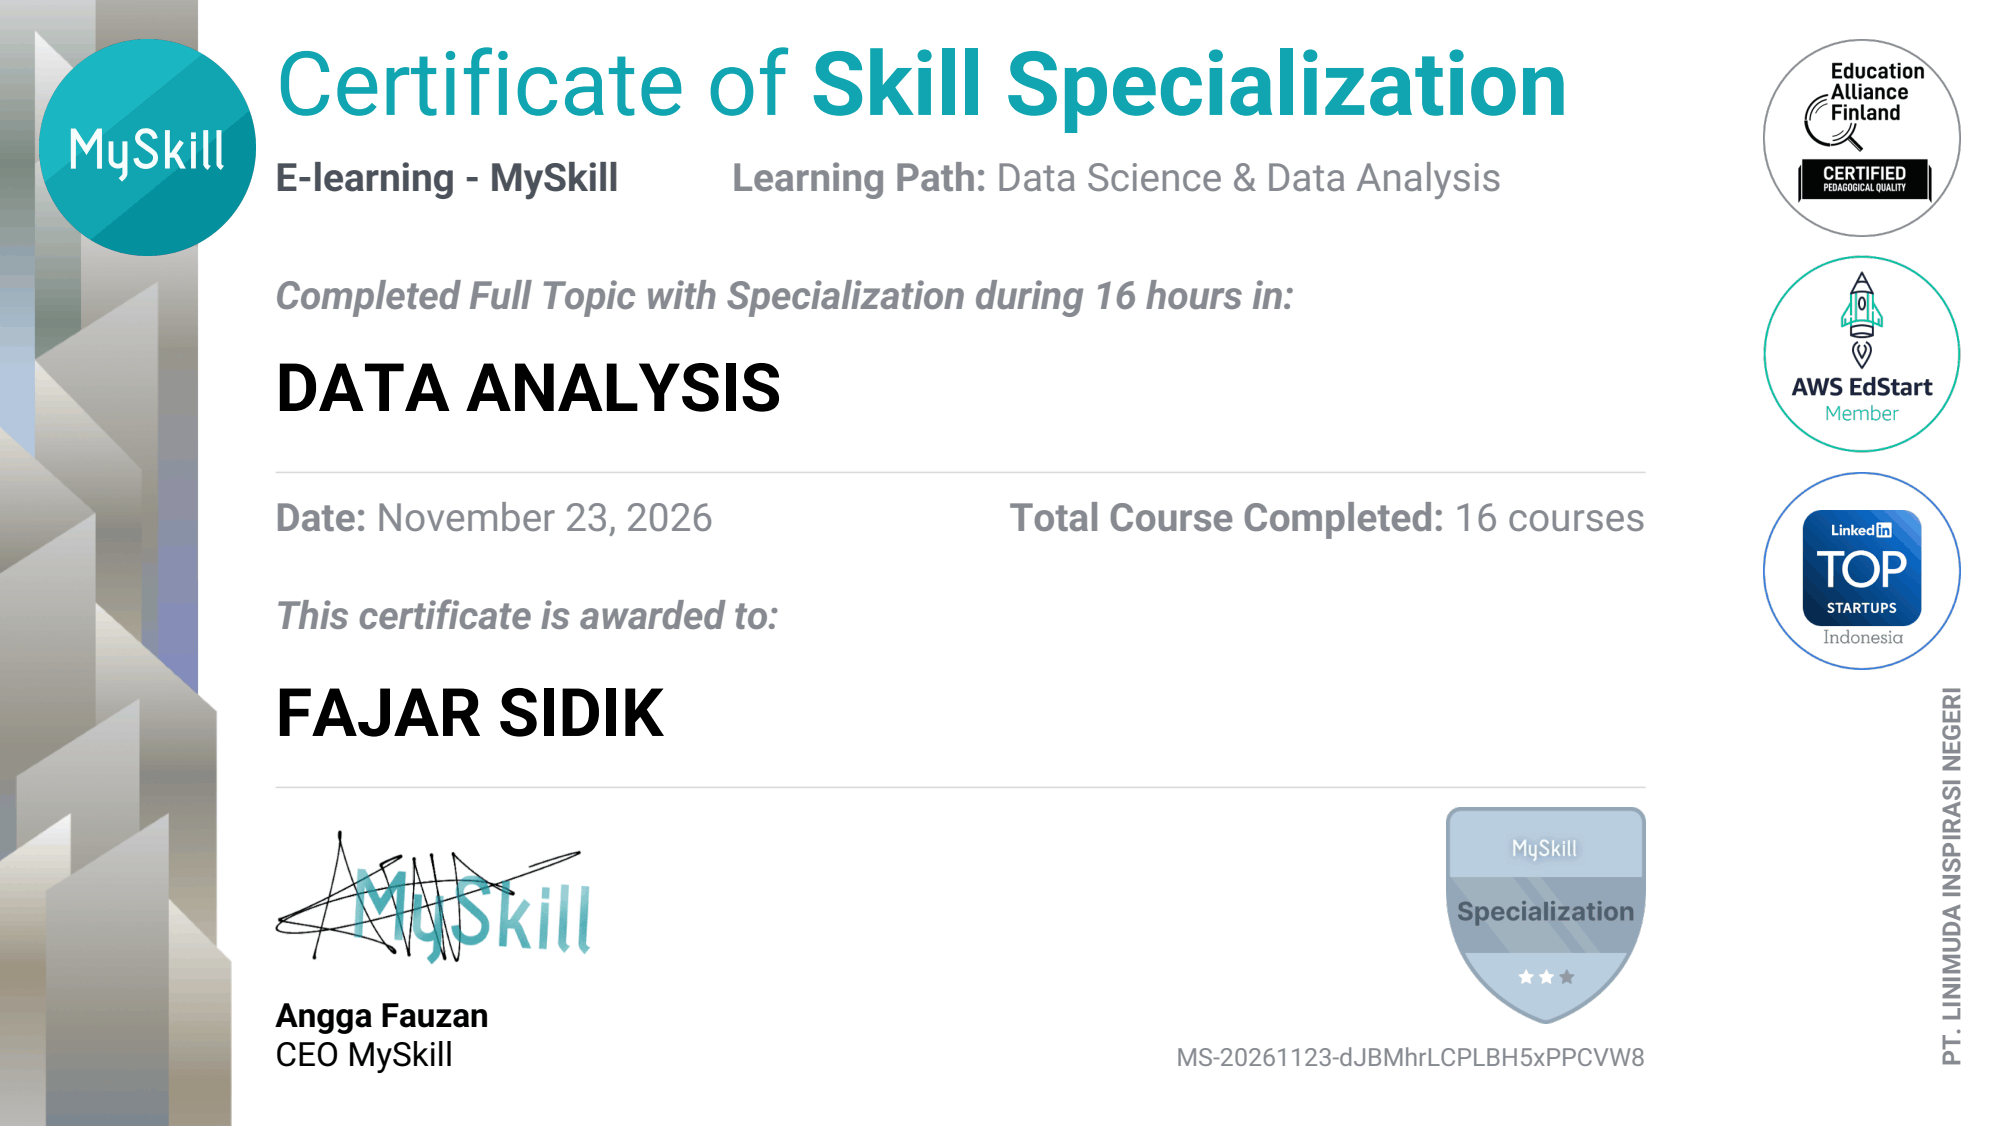 MySkill
Certificate of Skill Specialization
E-learning - MySkill
Learning Path: Data Science & Data Analysis
Completed Full Topic with Specialization during 16 hours in:
DATA ANALYSIS
Date: November 23, 2026
Total Course Completed: 16 courses
This certificate is awarded to:
FAJAR SIDIK
MySkill
Angga Fauzan
CEO MySkill
MySkill
Specialization
MS-20261123-dJBMhrLCPLBH5xPPCVW8
Education
Alliance
Finland
CERTIFIED
PEDAGOGICAL QUALITY
AWS EdStart
Member
Linked in
TOP
STARTUPS
Indonesia
PT. LINIMUDA INSPIRASI NEGERI